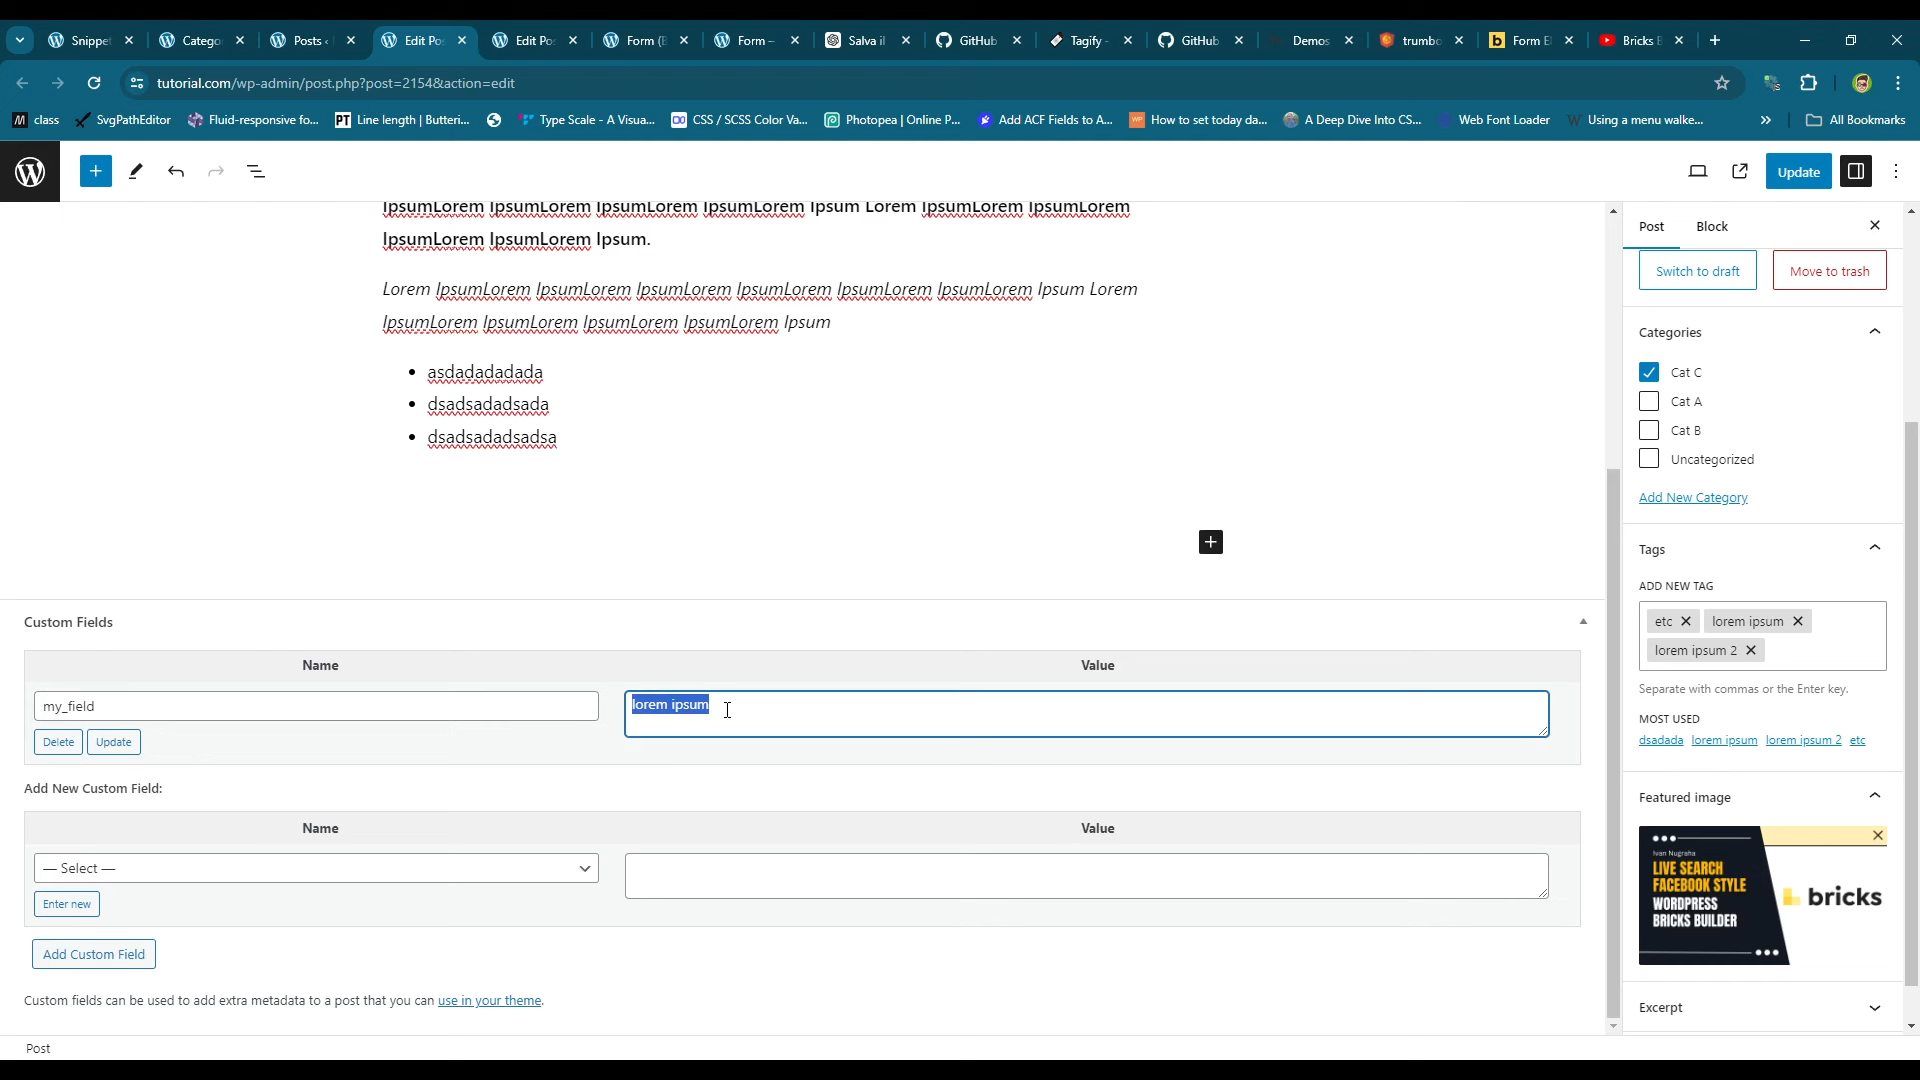 Snippet
Catego
Posts ‹
Edit Po
Edit Po
Form (B
Form –
Salva il
GitHub
Tagify -
GitHub
Demos
trumbo
Form El
Bricks B
tutorial.com/wp-admin/post.php?post=2154&action=edit
class
SvgPathEditor
Fluid-responsive fo...
PT Line length | Butteri...
Type Scale - A Visua...
CSS / SCSS Color Va...
Photopea | Online P...
Add ACF Fields to A...
WP How to set today da...
A Deep Dive Into CS...
Web Font Loader
Using a menu walke...
»
All Bookmarks
Update
IpsumLorem IpsumLorem IpsumLorem IpsumLorem Ipsum Lorem IpsumLorem IpsumLorem
IpsumLorem IpsumLorem Ipsum.
Lorem IpsumLorem IpsumLorem IpsumLorem IpsumLorem IpsumLorem IpsumLorem Ipsum Lorem
IpsumLorem IpsumLorem IpsumLorem IpsumLorem Ipsum
• asdadadadada
• dsadsadadsada
• dsadsadadsadsa
Custom Fields
Name
Value
my_field
lorem ipsum
Delete
Update
Add New Custom Field:
Name
Value
— Select —
Enter new
Add Custom Field
Custom fields can be used to add extra metadata to a post that you can use in your theme.
Post
Post
Block
Switch to draft
Move to trash
Categories
Cat C
Cat A
Cat B
Uncategorized
Add New Category
Tags
ADD NEW TAG
etc
lorem ipsum
lorem ipsum 2
Separate with commas or the Enter key.
MOST USED
dsadada lorem ipsum lorem ipsum 2 etc
Featured image
Ivan Nugraha
LIVE SEARCH
FACEBOOK STYLE
WORDPRESS
BRICKS BUILDER
bricks
Excerpt